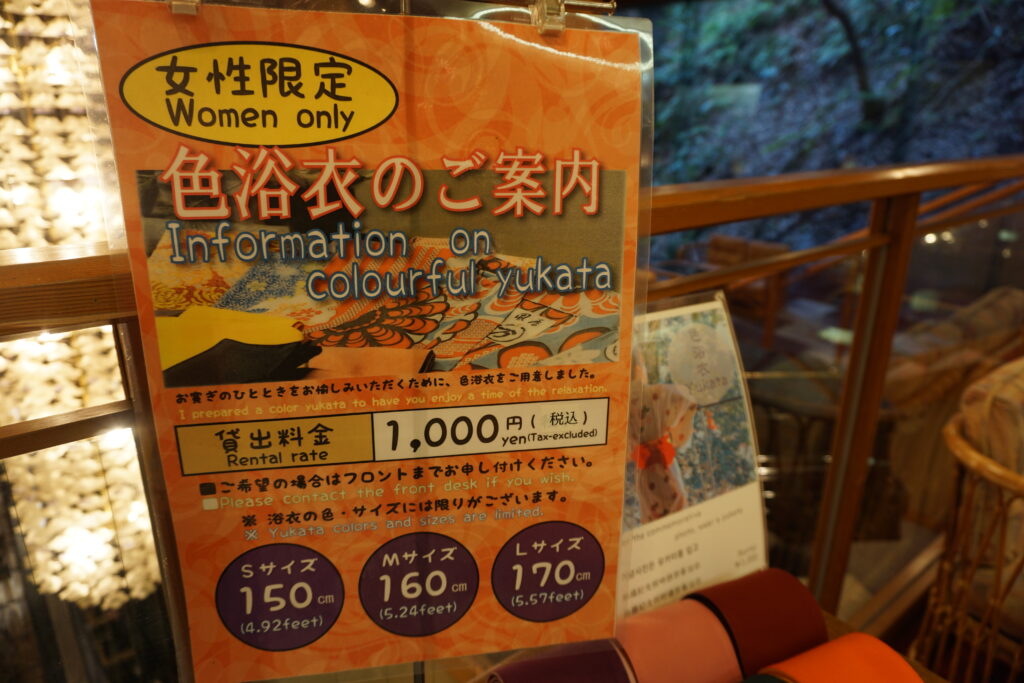 女性限定
Women only
色浴衣のご案内
Information on
colourful yukata
お寛ぎのひとときをお愉しみいただくために、色浴衣をご用意しました。
I prepared a color yukata to have you enjoy a time of the relaxation.
貸出料金
Rental rate
1,000円(税込)
yen(Tax-excluded)
■ご希望の場合はフロントまでお申し付けください。
■Please contact the front desk if you wish.
※ 浴衣の色・サイズには限りがございます。
※ Yukata colors and sizes are limited.
Sサイズ
150cm
(4.92feet)
Mサイズ
160cm
(5.24feet)
Lサイズ
170cm
(5.57feet)
色浴衣
Yukata